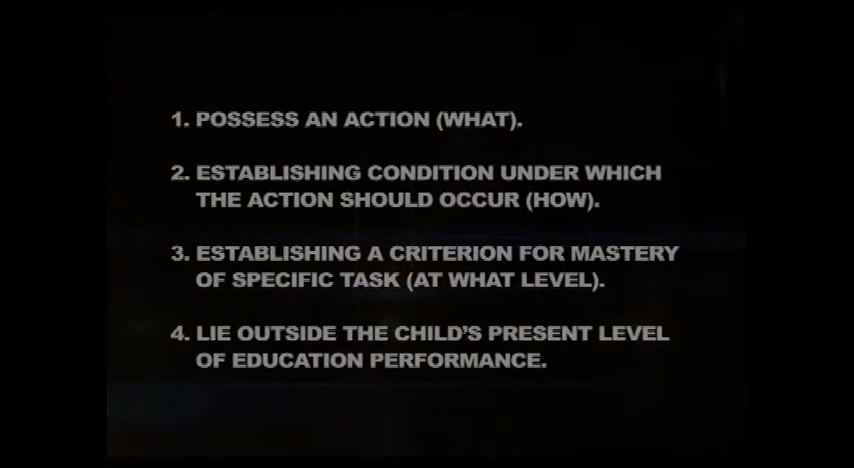 1. POSSESS AN ACTION (WHAT).
2. ESTABLISHING CONDITION UNDER WHICH
THE ACTION SHOULD OCCUR (HOW).
3. ESTABLISHING A CRITERION FOR MASTERY
OF SPECIFIC TASK (AT WHAT LEVEL).
4. LIE OUTSIDE THE CHILD'S PRESENT LEVEL
OF EDUCATION PERFORMANCE.